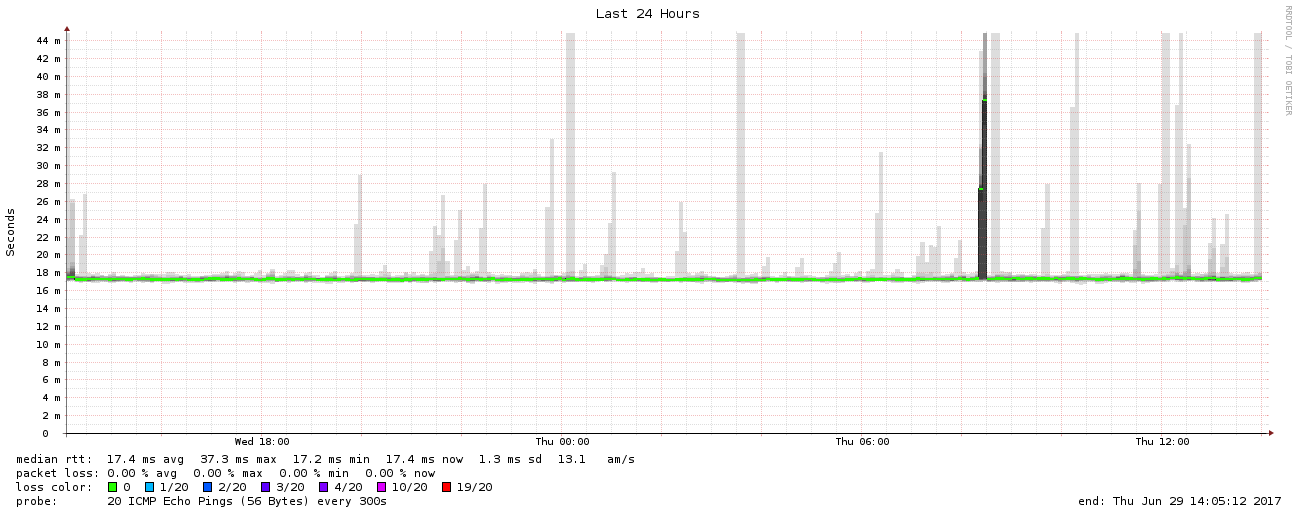 Last 24 Hours
RRDTOOL / TOBI OETIKER
Seconds
44 m
42 m
40 m
38 m
36 m
34 m
32 m
30 m
28 m
26 m
24 m
22 m
20 m
18 m
16 m
14 m
12 m
10 m
8 m
6 m
4 m
2 m
0
Wed 18:00 Thu 00:00 Thu 06:00 Thu 12:00
median rtt: 17.4 ms avg 37.3 ms max 17.2 ms min 17.4 ms now 1.3 ms sd 13.1 am/s
packet loss: 0.00 % avg 0.00 % max 0.00 % min 0.00 % now
loss color: 0 1/20 2/20 3/20 4/20 10/20 19/20
probe: 20 ICMP Echo Pings (56 Bytes) every 300s end: Thu Jun 29 14:05:12 2017